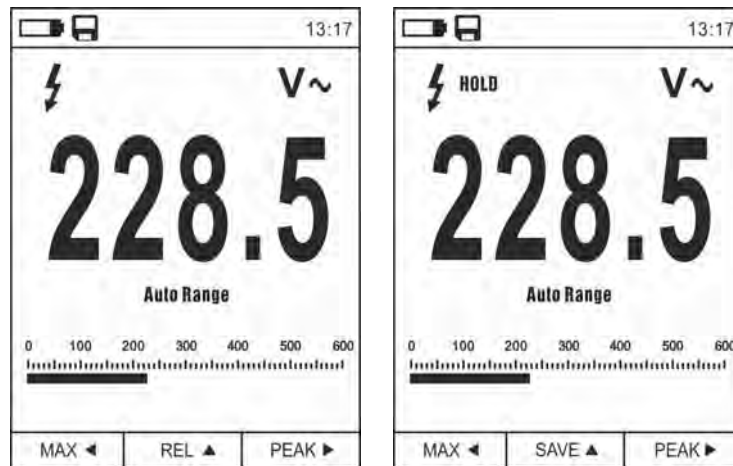 13:17
V~
228.5
Auto Range
0 100 200 300 400 500 600
MAX ◄ REL ▲ PEAK ►
13:17
HOLD V~
228.5
Auto Range
0 100 200 300 400 500 600
MAX ◄ SAVE ▲ PEAK ►